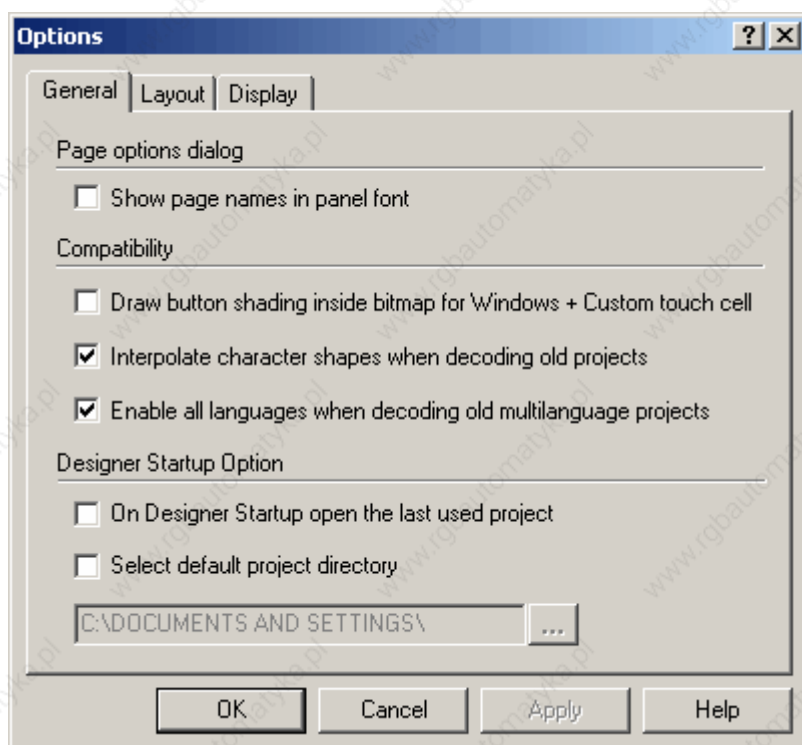 Options
General Layout Display
Page options dialog
Show page names in panel font
Compatibility
Draw button shading inside bitmap for Windows + Custom touch cell
Interpolate character shapes when decoding old projects
Enable all languages when decoding old multilanguage projects
Designer Startup Option
On Designer Startup open the last used project
Select default project directory
C:\DOCUMENTS AND SETTINGS\ ...
OK Cancel Apply Help
www.rgbautomatyka.pl